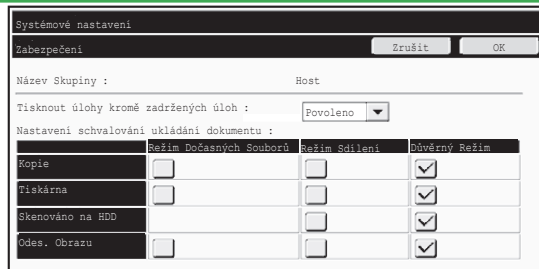 Systémové nastavení
Zabezpečení Zrušit OK
Název Skupiny : Host
Tisknout úlohy kromě zadržených úloh : Povoleno
Nastavení schvalování ukládání dokumentu :
Režim Dočasných Souborů Režim Sdílení Důvěrný Režim
Kopie
Tiskárna
Skenováno na HDD
Odes. Obrazu